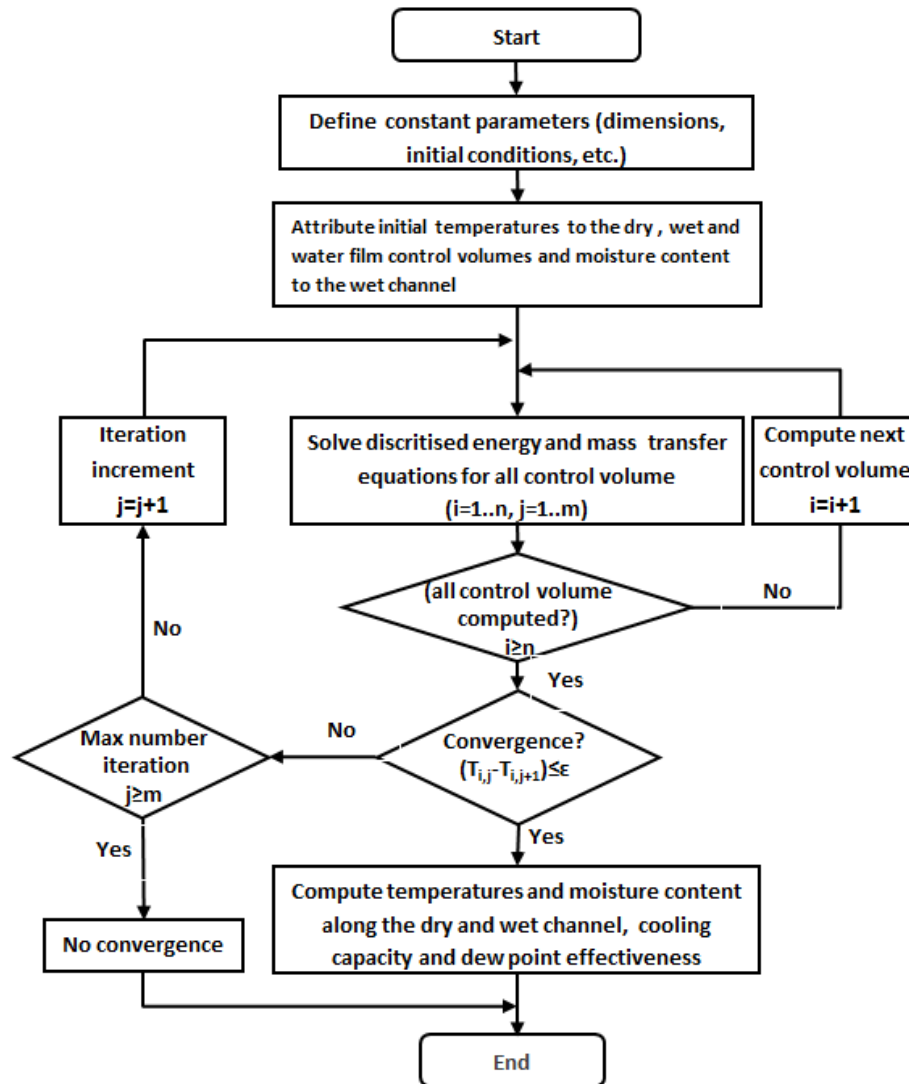 Start
Define constant parameters (dimensions,
initial conditions, etc.)
Attribute initial temperatures to the dry , wet and
water film control volumes and moisture content
to the wet channel
Iteration
increment
j=j+1
Solve discritised energy and mass transfer
equations for all control volume
(i=1..n, j=1..m)
Compute next
control volume
i=i+1
(all control volume
computed?)
i≥n
No
Yes
No
Max number
iteration
j≥m
No
Convergence?
(Ti,j-Ti,j+1)≤ε
Yes
Yes
No convergence
Compute temperatures and moisture content
along the dry and wet channel, cooling
capacity and dew point effectiveness
End